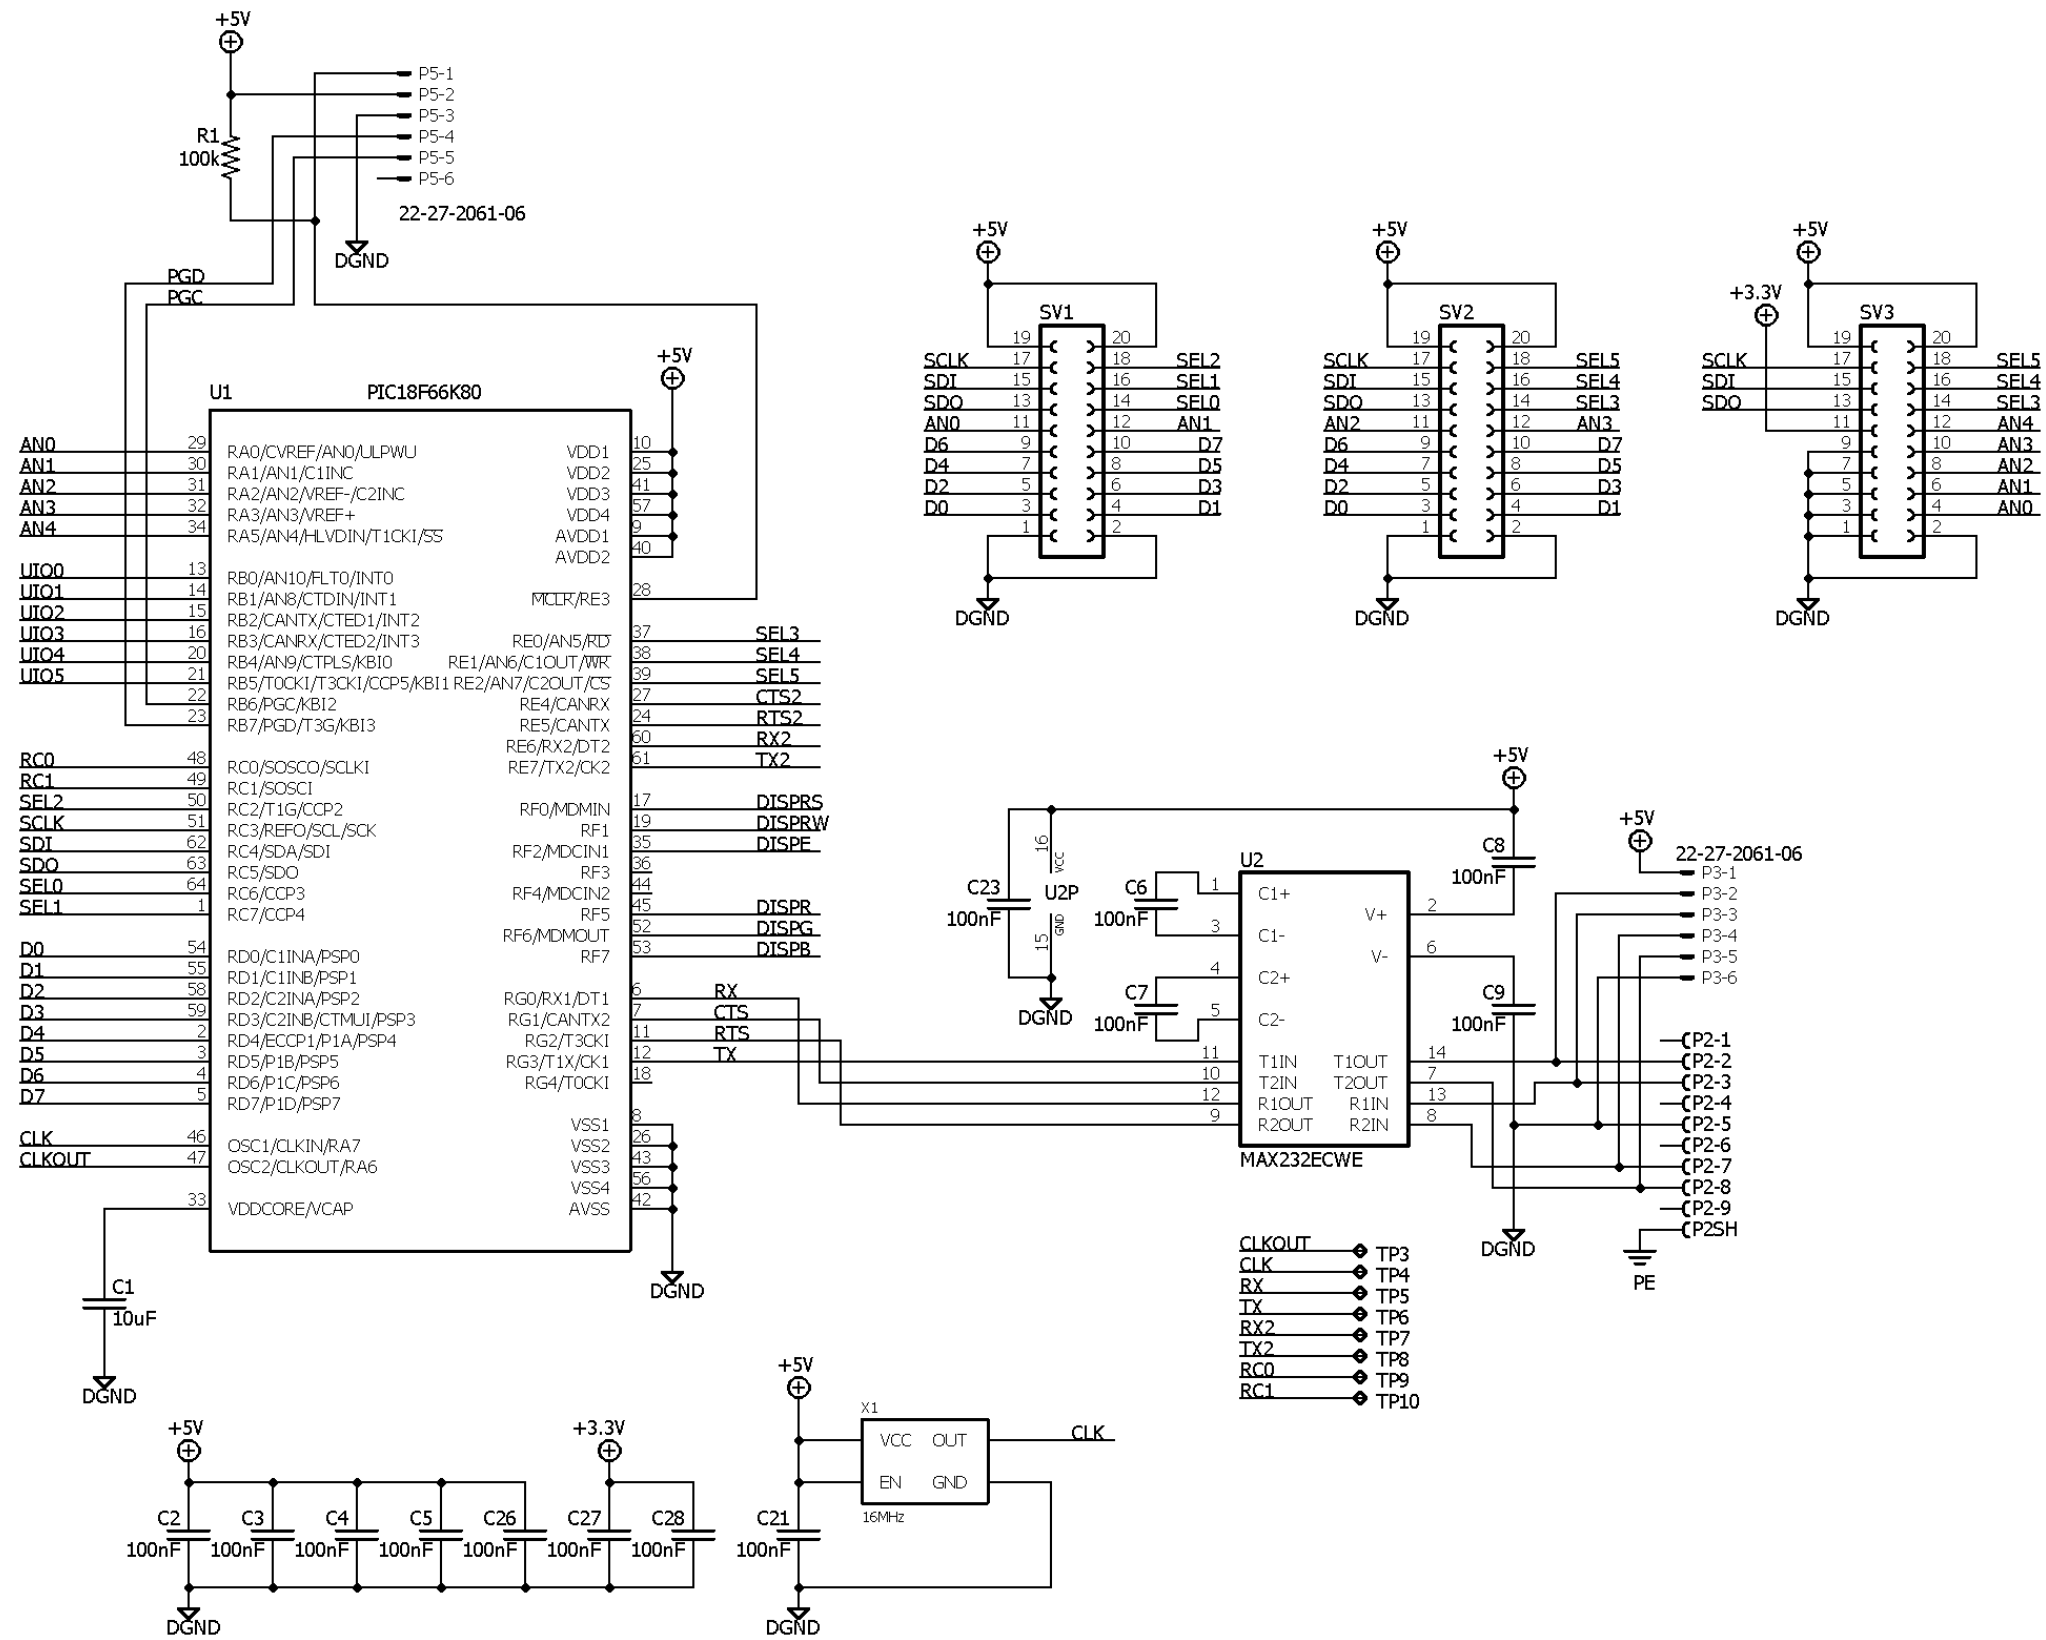 +5V
P5-1
P5-2
P5-3
P5-4
P5-5
P5-6
R1
100k
22-27-2061-06
DGND
PGD
PGC
U1 PIC18F66K80
+5V
AN0 29 RA0/CVREF/AN0/ULPWU VDD1 10
AN1 30 RA1/AN1/C1INC VDD2 25
AN2 31 RA2/AN2/VREF-/C2INC VDD3 41
AN3 32 RA3/AN3/VREF+ VDD4 57
AN4 34 RA5/AN4/HLVDIN/T1CKI/SS AVDD1 9
AVDD2 40
UIO0 13 RB0/AN10/FLT0/INT0
UIO1 14 RB1/AN8/CTDIN/INT1 MCLR/RE3 28
UIO2 15 RB2/CANTX/CTED1/INT2
UIO3 16 RB3/CANRX/CTED2/INT3 RE0/AN5/RD 37 SEL3
UIO4 20 RB4/AN9/CTPLS/KBI0 RE1/AN6/C1OUT/WR 38 SEL4
UIO5 21 RB5/T0CKI/T3CKI/CCP5/KBI1 RE2/AN7/C2OUT/CS 39 SEL5
22 RB6/PGC/KBI2 RE4/CANRX 27 CTS2
23 RB7/PGD/T3G/KBI3 RE5/CANTX 24 RTS2
RE6/RX2/DT2 60 RX2
RC0 48 RC0/SOSCO/SCLKI RE7/TX2/CK2 61 TX2
RC1 49 RC1/SOSCI
SEL2 50 RC2/T1G/CCP2 RF0/MDMIN 17 DISPRS
SCLK 51 RC3/REFO/SCL/SCK RF1 19 DISPRW
SDI 62 RC4/SDA/SDI RF2/MDCIN1 35 DISPE
SDO 63 RC5/SDO RF3 36
SEL0 64 RC6/CCP3 RF4/MDCIN2 44
SEL1 1 RC7/CCP4 RF5 45 DISPR
RF6/MDMOUT 52 DISPG
D0 54 RD0/C1INA/PSP0 RF7 53 DISPB
D1 55 RD1/C1INB/PSP1
D2 58 RD2/C2INA/PSP2 RG0/RX1/DT1 6 RX
D3 59 RD3/C2INB/CTMUI/PSP3 RG1/CANTX2 7 CTS
D4 2 RD4/ECCP1/P1A/PSP4 RG2/T3CKI 11 RTS
D5 3 RD5/P1B/PSP5 RG3/T1X/CK1 12 TX
D6 4 RD6/P1C/PSP6 RG4/T0CKI 18
D7 5 RD7/P1D/PSP7
VSS1 8
CLK 46 OSC1/CLKIN/RA7 VSS2 26
CLKOUT 47 OSC2/CLKOUT/RA6 VSS3 43
VSS4 56
33 VDDCORE/VCAP AVSS 42
DGND
C1
10uF
DGND
+5V
SV1
19 20
SCLK 17 18 SEL2
SDI 15 16 SEL1
SDO 13 14 SEL0
AN0 11 12 AN1
D6 9 10 D7
D4 7 8 D5
D2 5 6 D3
D0 3 4 D1
1 2
DGND
+5V
SV2
19 20
SCLK 17 18 SEL5
SDI 15 16 SEL4
SDO 13 14 SEL3
AN2 11 12 AN3
D6 9 10 D7
D4 7 8 D5
D2 5 6 D3
D0 3 4 D1
1 2
DGND
+5V
+3.3V
SV3
19 20
SCLK 17 18 SEL5
SDI 15 16 SEL4
SDO 13 14 SEL3
11 12 AN4
9 10 AN3
7 8 AN2
5 6 AN1
3 4 AN0
1 2
DGND
+5V
C23
100nF
16 VCC
U2P
15 GND
DGND
C6
100nF
C7
100nF
C8
100nF
C9
100nF
U2
1 C1+
V+ 2
3 C1-
V- 6
4 C2+
5 C2-
11 T1IN T1OUT 14
10 T2IN T2OUT 7
12 R1OUT R1IN 13
9 R2OUT R2IN 8
MAX232ECWE
DGND
+5V
22-27-2061-06
P3-1
P3-2
P3-3
P3-4
P3-5
P3-6
P2-1
P2-2
P2-3
P2-4
P2-5
P2-6
P2-7
P2-8
P2-9
P2SH
PE
CLKOUT TP3
CLK TP4
RX TP5
TX TP6
RX2 TP7
TX2 TP8
RC0 TP9
RC1 TP10
+5V +3.3V
C2 C3 C4 C5 C26 C27 C28
100nF 100nF 100nF 100nF 100nF 100nF 100nF
DGND
+5V
X1
VCC OUT CLK
EN GND
16MHz
C21
100nF
DGND